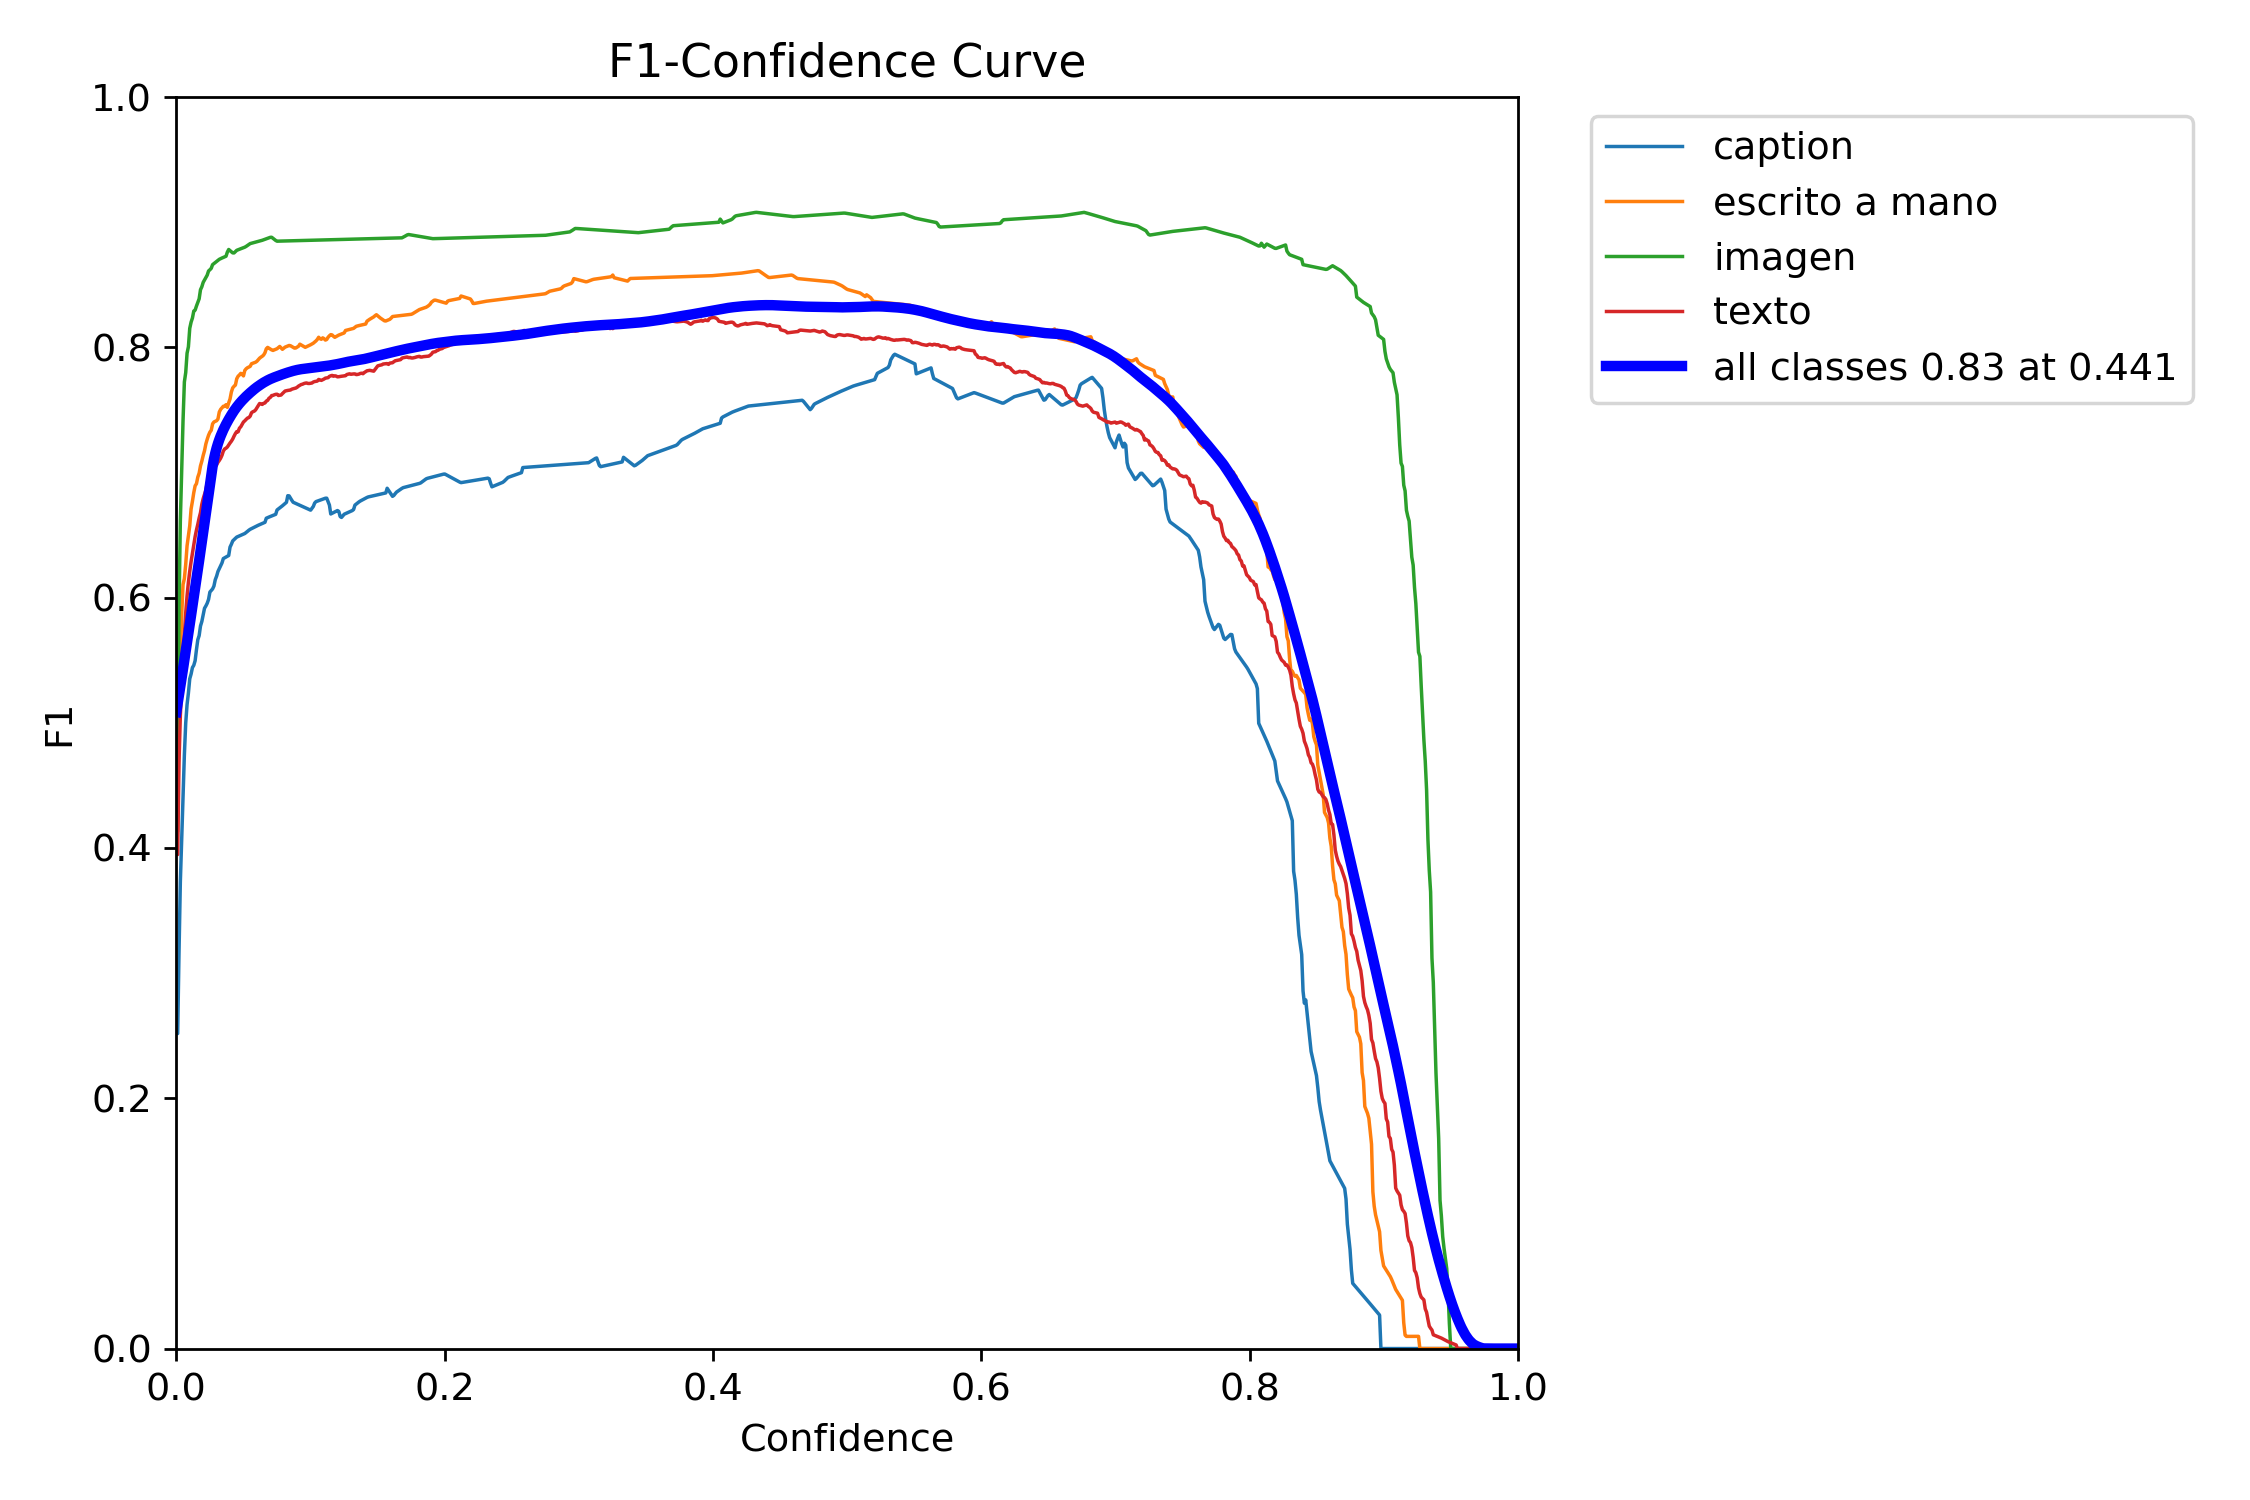 F1-Confidence Curve
1.0
0.8
0.6
0.4
0.2
0.0
F1
0.0 0.2 0.4 0.6 0.8 1.0
Confidence
caption
escrito a mano
imagen
texto
all classes 0.83 at 0.441